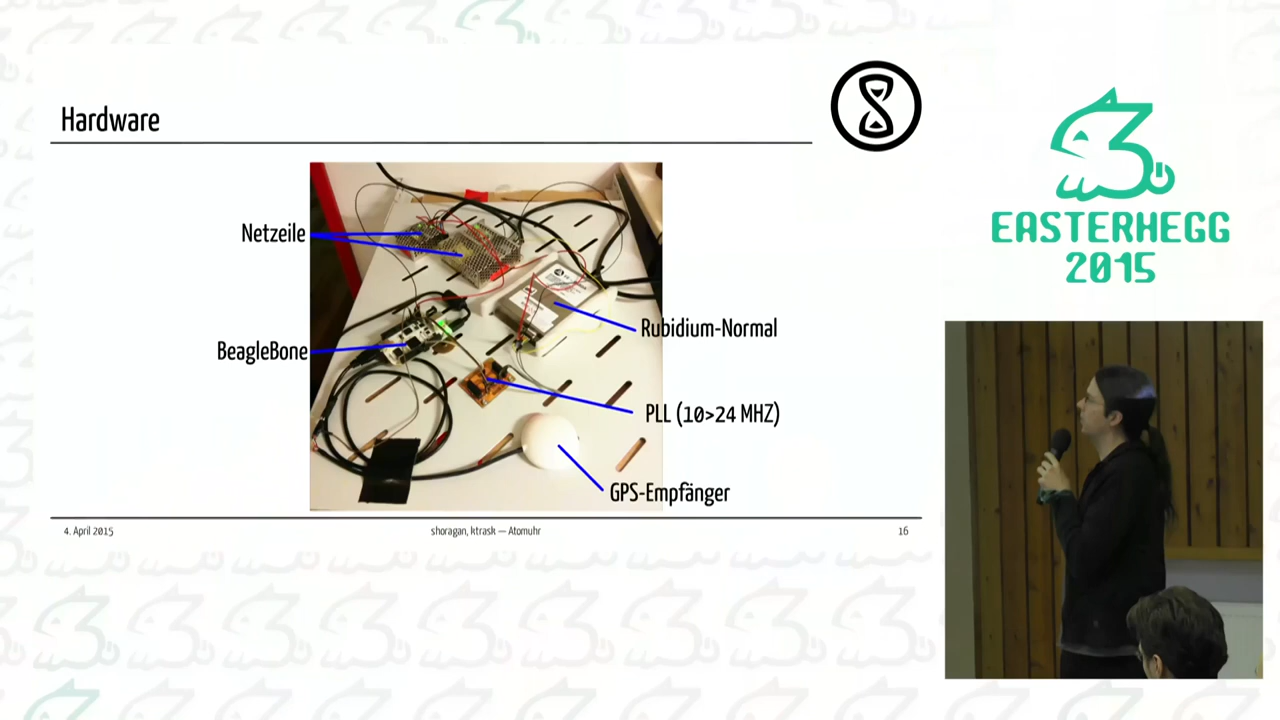 Hardware
Netzeile
BeagleBone
Rubidium-Normal
PLL (10>24 MHZ)
GPS-Empfänger
4. April 2015
shoragan, ktrask — Atomuhr
16
EASTERHEGG
2015